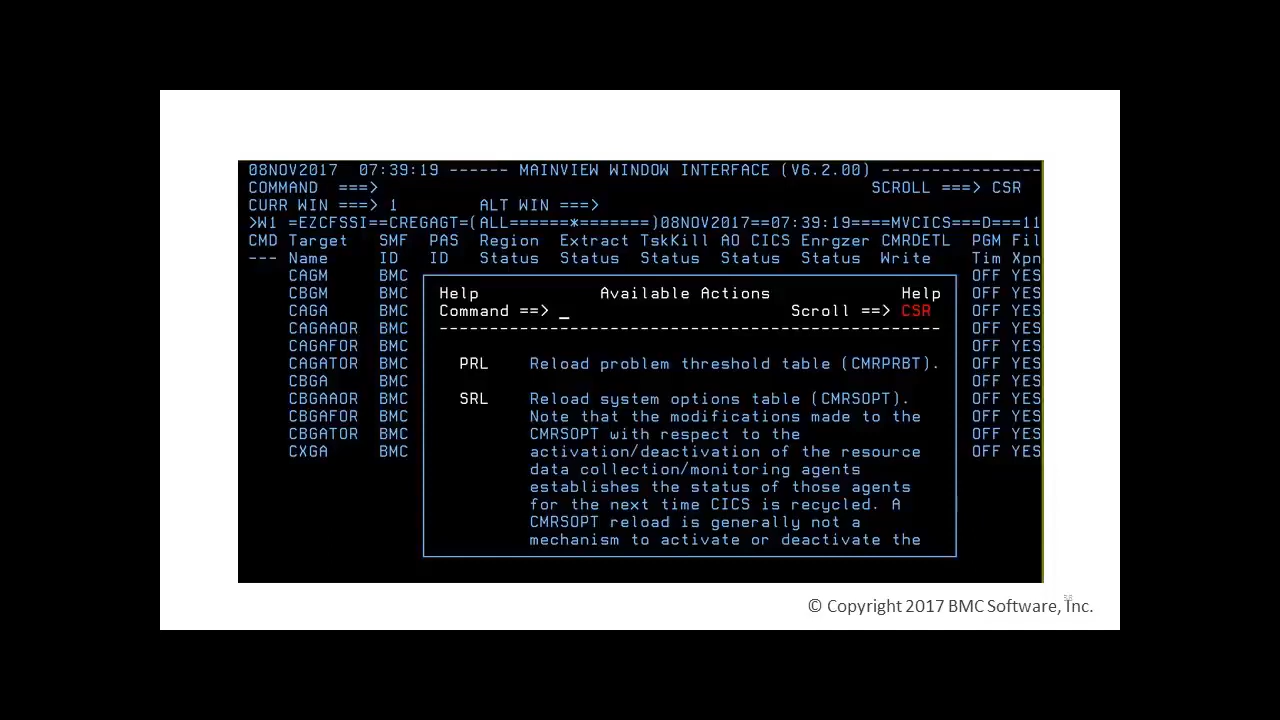 08NOV2017  07:39:19 ------ MAINVIEW WINDOW INTERFACE (V6.2.00) ----------------
COMMAND  ===>                                                 SCROLL ===> CSR
CURR WIN ===> 1        ALT WIN ===>
>W1 =EZCFSSI==CREGAGT=(ALL======*=======)08NOV2017==07:39:19====MVCICS===D===11
CMD Target   SMF  PAS  Region   Extract TskKill AO CICS Enrgzer CMRDETL  PGM Fil
--- Name     ID   ID   Status   Status  Status  Status  Status  Write    Tim Xpn
CAGM     BMC OFF YES
CBGM     BMC Help            Available Actions             Help OFF YES
CAGA     BMC Command ==> _                       Scroll ==> CSR OFF YES
CAGAAOR  BMC -------------------------------------------------- OFF YES
CAGAFOR  BMC OFF YES
CAGATOR  BMC PRL    Reload problem threshold table (CMRPRBT). OFF YES
CBGA     BMC OFF YES
CBGAAOR  BMC SRL    Reload system options table (CMRSOPT). OFF YES
CBGAFOR  BMC Note that the modifications made to the OFF YES
CBGATOR  BMC CMRSOPT with respect to the OFF YES
CXGA     BMC activation/deactivation of the resource OFF YES
data collection/monitoring agents
establishes the status of those agents
for the next time CICS is recycled. A
CMRSOPT reload is generally not a
mechanism to activate or deactivate the
© Copyright 2017 BMC Software, Inc.